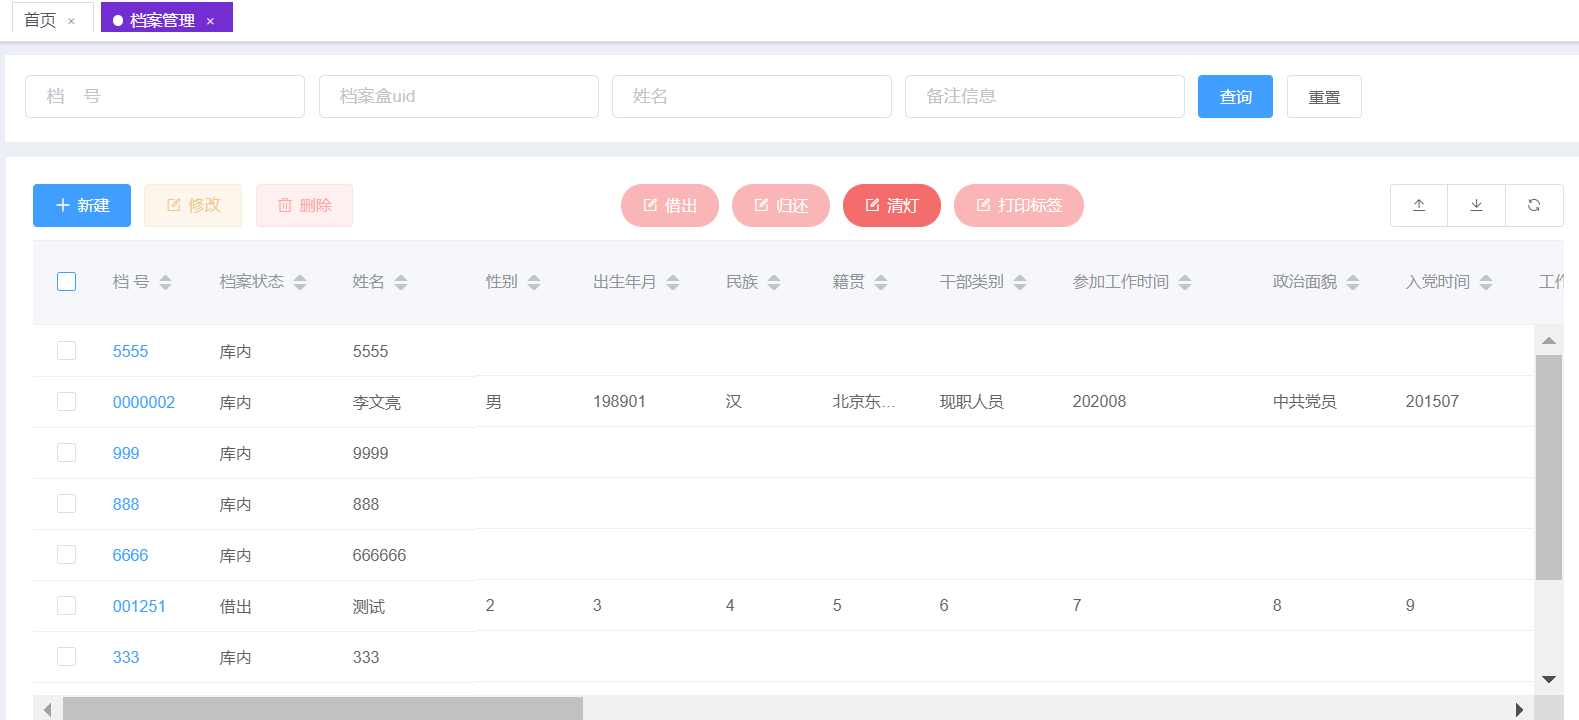 首页 × 档案管理 ×
档 号 档案盒uid 姓名 备注信息 查询 重置
新建 修改 删除 借出 归还 清灯 打印标签
档 号 档案状态 姓名 性别 出生年月 民族 籍贯 干部类别 参加工作时间 政治面貌 入党时间 工作
5555 库内 5555
0000002 库内 李文亮 男 198901 汉 北京东... 现职人员 202008 中共党员 201507
999 库内 9999
888 库内 888
6666 库内 666666
001251 借出 测试 2 3 4 5 6 7 8 9
333 库内 333